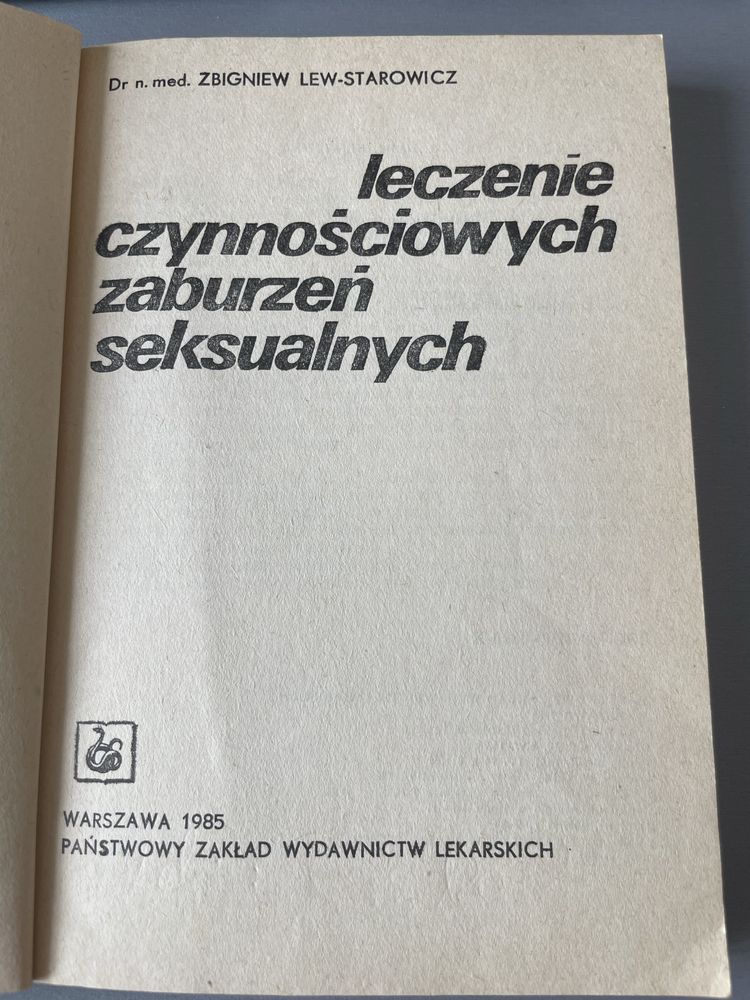 Dr n. med. ZBIGNIEW LEW-STAROWICZ
leczenie
czynnościowych
zaburzeń
seksualnych
WARSZAWA 1985
PAŃSTWOWY ZAKŁAD WYDAWNICTW LEKARSKICH